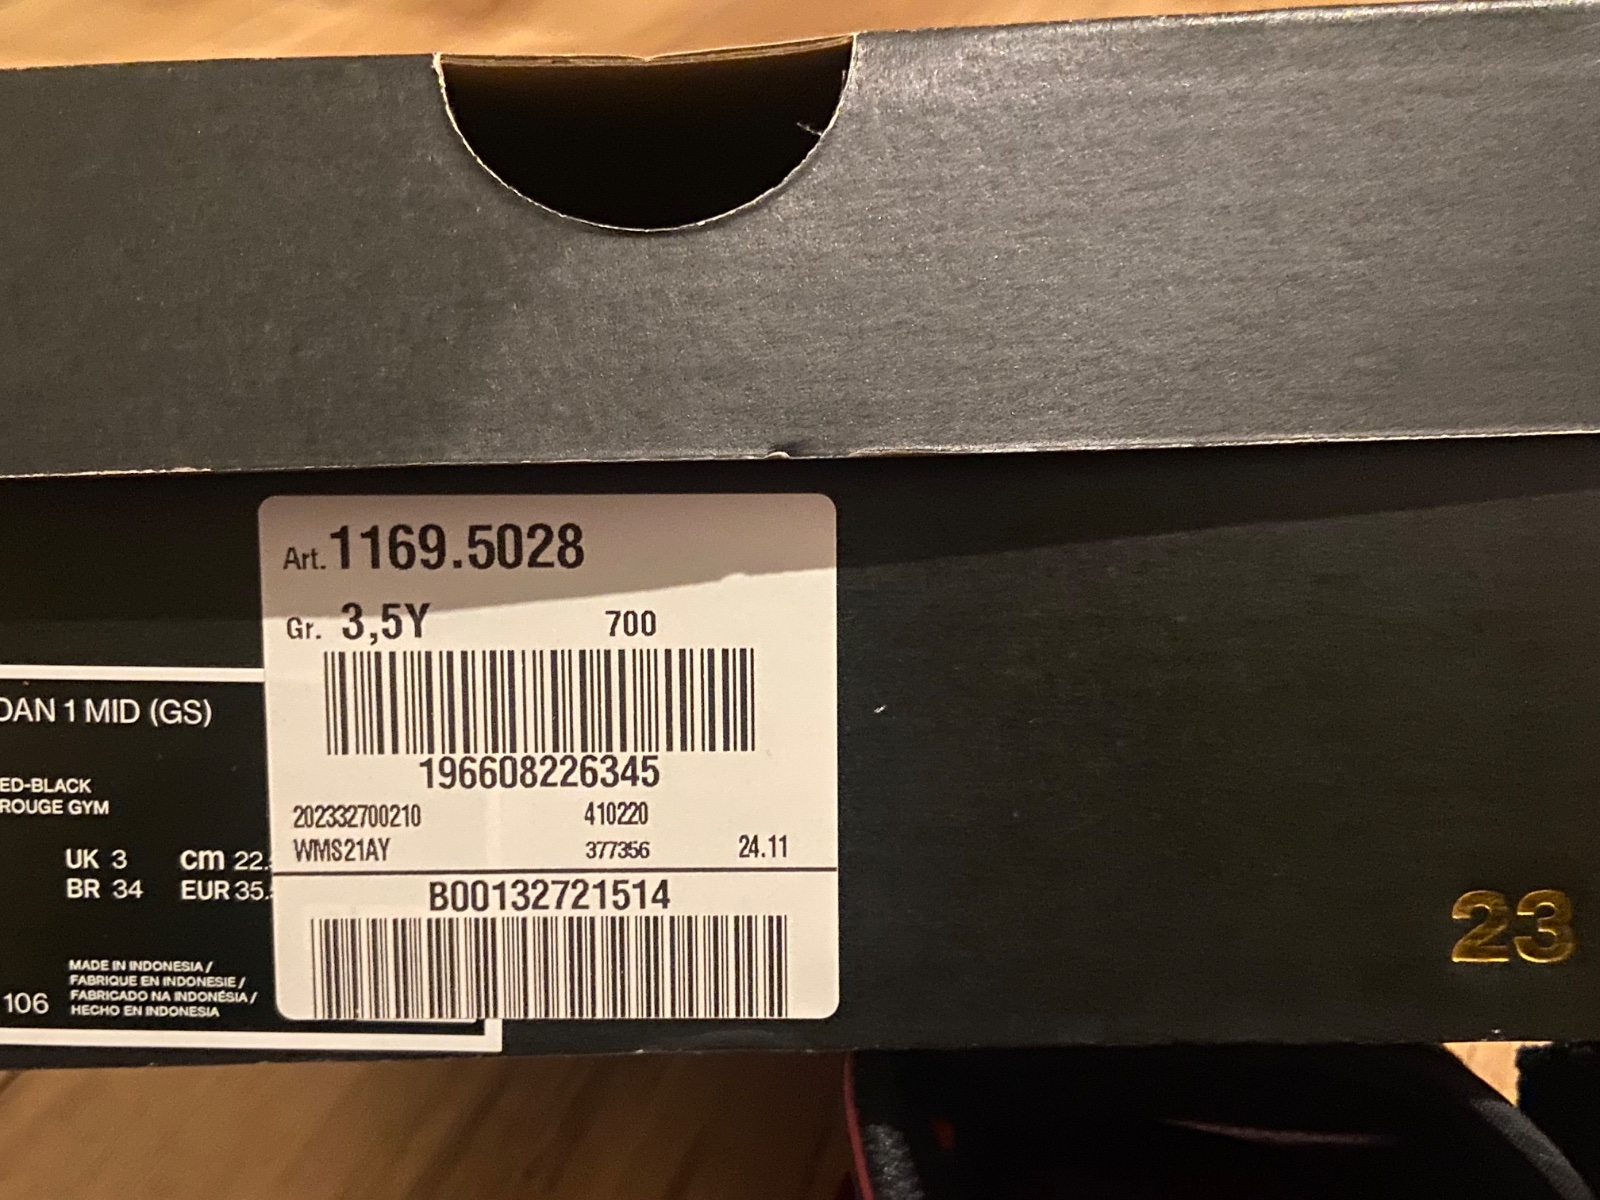 Art. 1169.5028
Gr. 3,5Y 700
196608226345
202332700210 410220
WMS21AY 377356 24.11
B00132721514
DAN 1 MID (GS)
ED-BLACK
ROUGE GYM
UK 3 cm 22.
BR 34 EUR 35.
MADE IN INDONESIA /
FABRIQUE EN INDONESIE /
FABRICADO NA INDONÉSIA /
HECHO EN INDONESIA
106
23